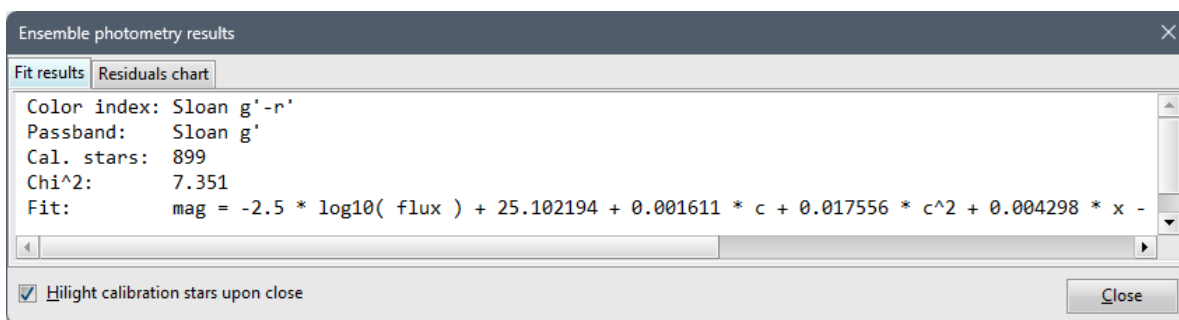 Ensemble photometry results
Fit results Residuals chart
Color index: Sloan g'-r'
Passband: Sloan g'
Cal. stars: 899
Chi^2: 7.351
Fit: mag = -2.5 * log10( flux ) + 25.102194 + 0.001611 * c + 0.017556 * c^2 + 0.004298 * x -
Hilight calibration stars upon close
Close